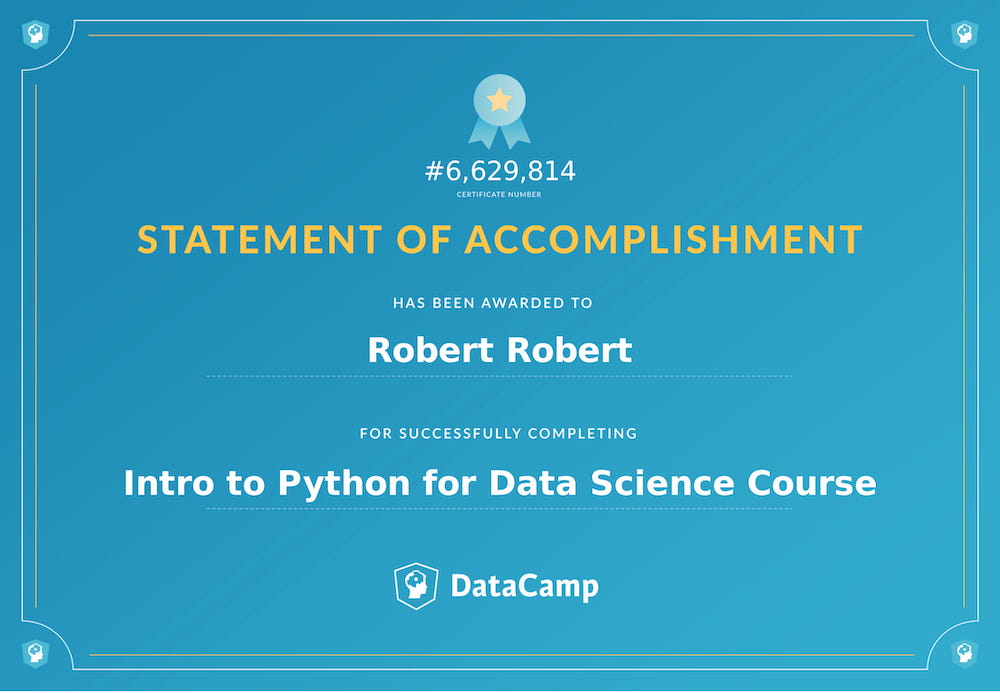 #6,629,814
CERTIFICATE NUMBER
STATEMENT OF ACCOMPLISHMENT
HAS BEEN AWARDED TO
Robert Robert
FOR SUCCESSFULLY COMPLETING
Intro to Python for Data Science Course
DataCamp